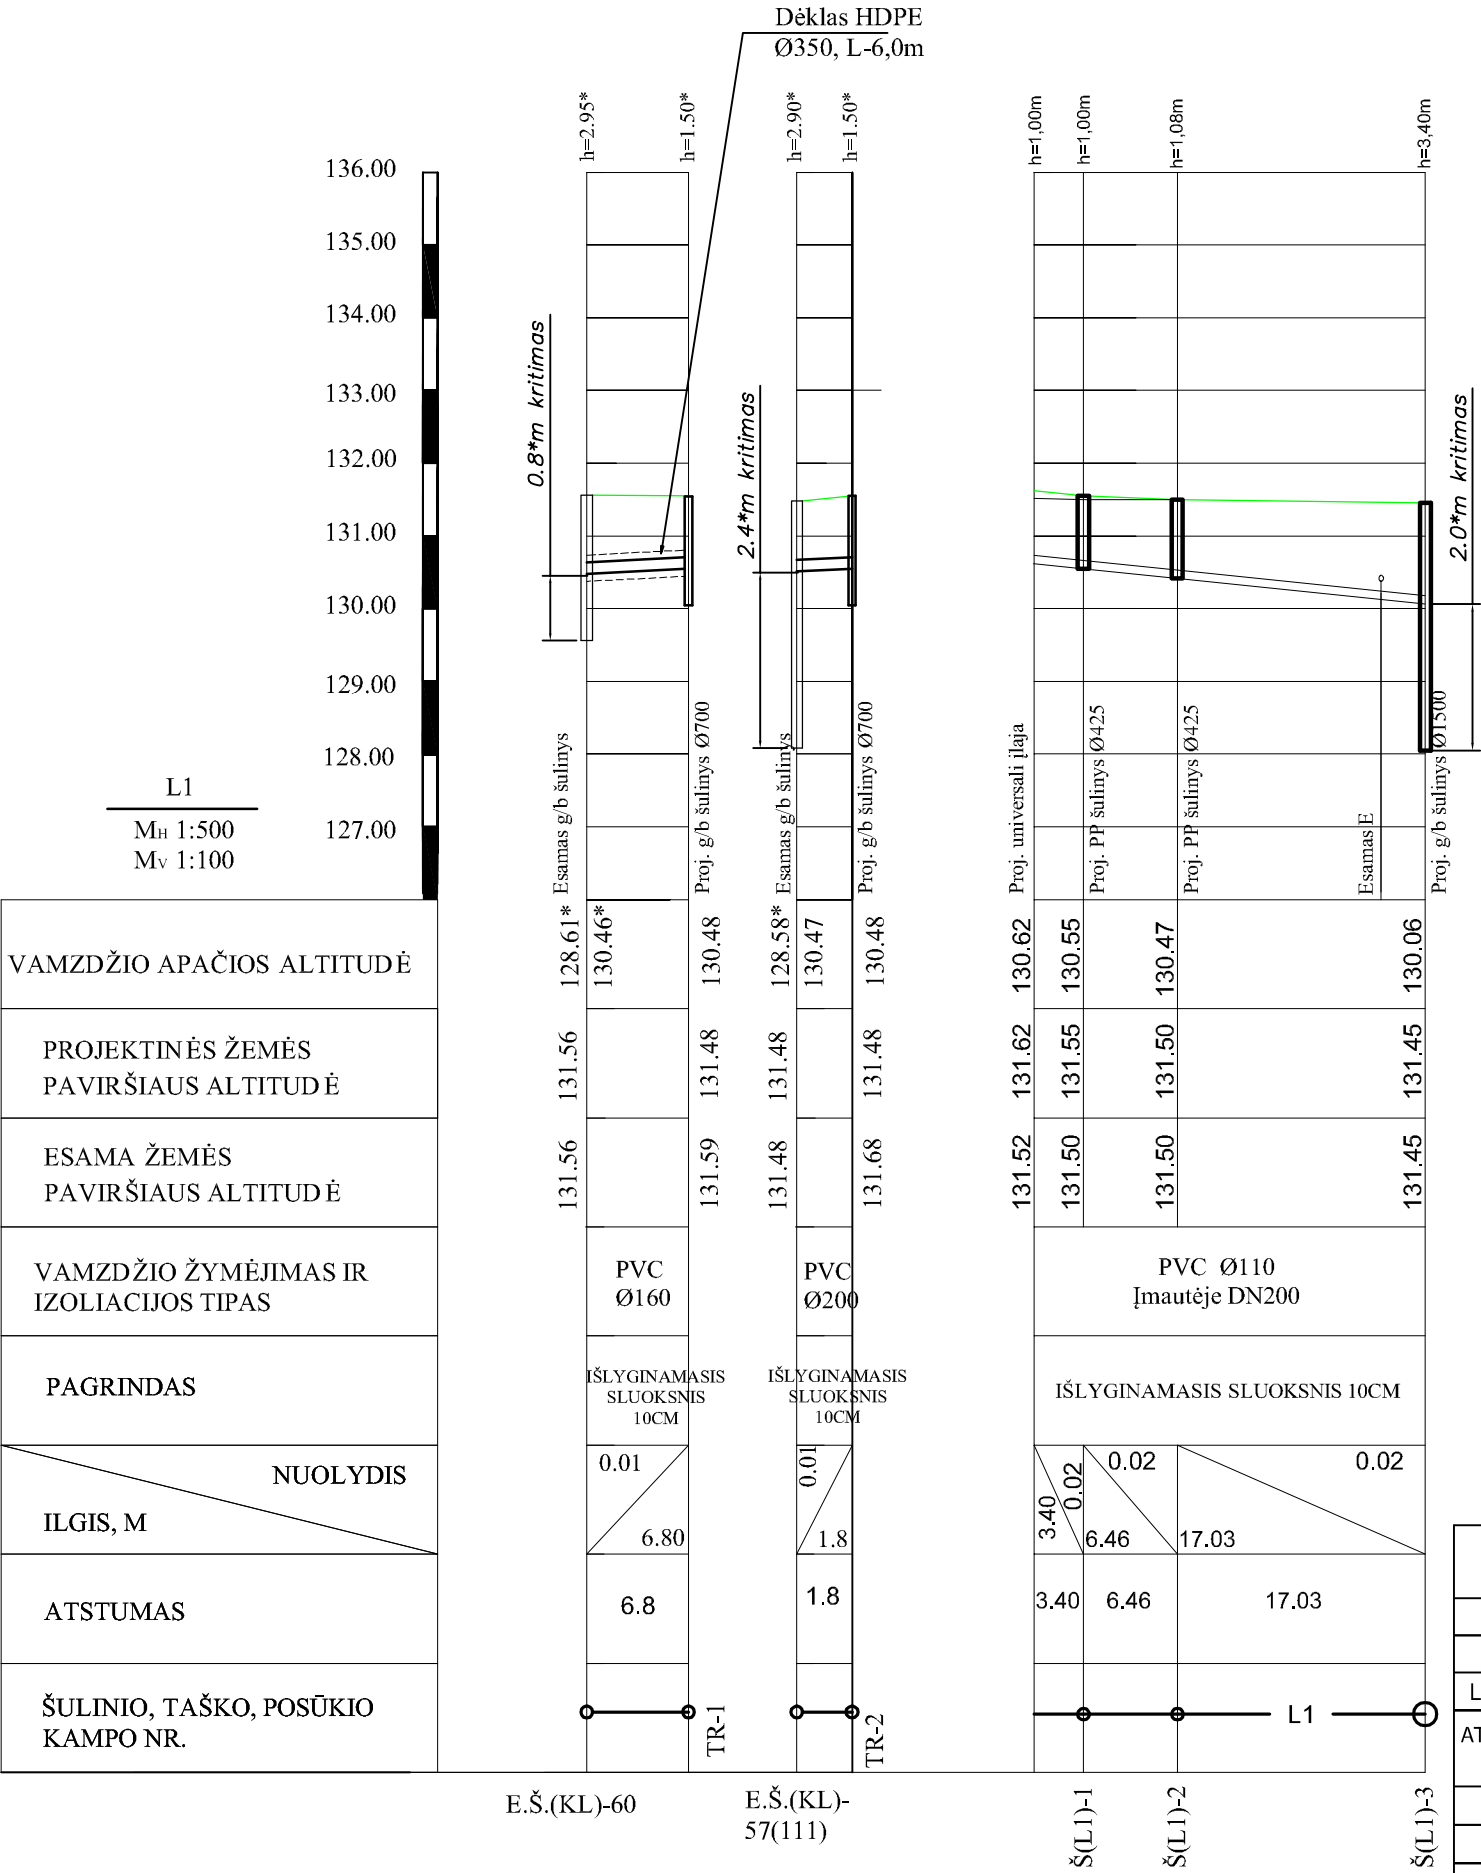 Dėklas HDPE
Ø350, L-6,0m
h=2.95*
h=1.50*
h=2.90*
h=1.50*
h=1,00m
h=1,00m
h=1,08m
h=3,40m
136.00
135.00
134.00
133.00
132.00
131.00
130.00
129.00
128.00
127.00
0.8*m kritimas
2.4*m kritimas
2.0*m kritimas
L1
MH 1:500
MV 1:100
Esamas g/b šulinys
Proj. g/b šulinys Ø700
Esamas g/b šulinys
Proj. g/b šulinys Ø700
Proj. universali įlaja
Proj. PP šulinys Ø425
Proj. PP šulinys Ø425
Esamas E
Proj. g/b šulinys Ø1500
VAMZDŽIO APAČIOS ALTITUDĖ
128.61*
130.46*
130.48
128.58*
130.47
130.48
130.62
130.55
130.47
130.06
PROJEKTINĖS ŽEMĖS
PAVIRŠIAUS ALTITUDĖ
131.56
131.48
131.48
131.48
131.62
131.55
131.50
131.45
ESAMA ŽEMĖS
PAVIRŠIAUS ALTITUDĖ
131.56
131.59
131.48
131.68
131.52
131.50
131.50
131.45
VAMZDŽIO ŽYMĖJIMAS IR
IZOLIACIJOS TIPAS
PVC
Ø160
PVC
Ø200
PVC Ø110
Įmautėje DN200
PAGRINDAS
IŠLYGINAMASIS
SLUOKSNIS
10CM
IŠLYGINAMASIS
SLUOKSNIS
10CM
IŠLYGINAMASIS SLUOKSNIS 10CM
NUOLYDIS
ILGIS, M
0.01
6.80
0.01
1.8
3.40
0.02
0.02
6.46
0.02
17.03
ATSTUMAS
6.8
1.8
3.40
6.46
17.03
ŠULINIO, TAŠKO, POSŪKIO
KAMPO NR.
TR-1
TR-2
L1
L
AT
E.Š.(KL)-60
E.Š.(KL)-
57(111)
Š(L1)-1
Š(L1)-2
Š(L1)-3